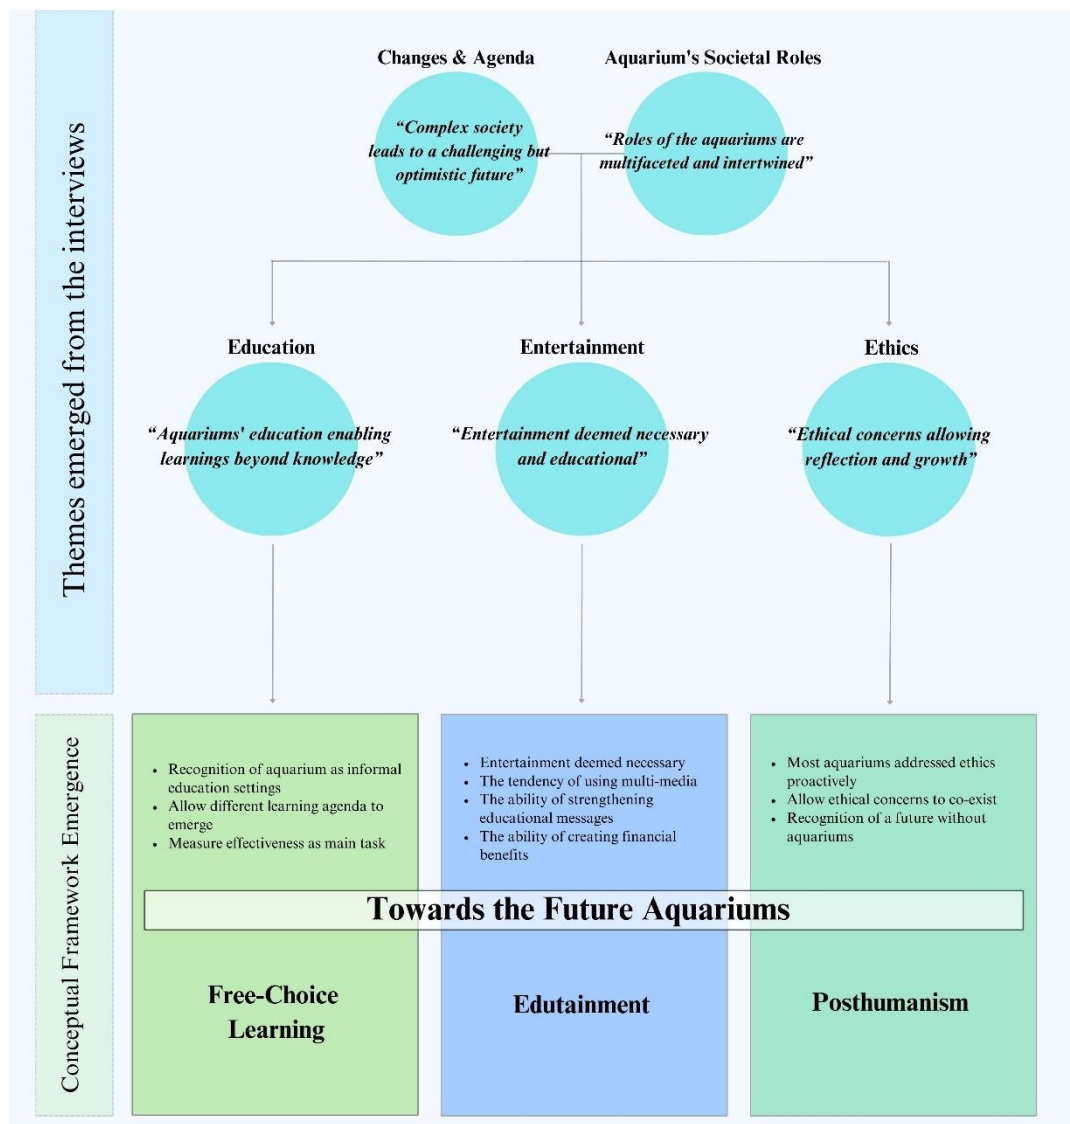 Themes emerged from the interviews
Changes & Agenda
“Complex society
leads to a challenging but
optimistic future”
Aquarium's Societal Roles
“Roles of the aquariums are
multifaceted and intertwined”
Education
“Aquariums' education enabling
learnings beyond knowledge”
Entertainment
“Entertainment deemed necessary
and educational”
Ethics
“Ethical concerns allowing
reflection and growth”
Conceptual Framework Emergence
• Recognition of aquarium as informal
education settings
• Allow different learning agenda to
emerge
• Measure effectiveness as main task
• Entertainment deemed necessary
• The tendency of using multi-media
• The ability of strengthening
educational messages
• The ability of creating financial
benefits
• Most aquariums addressed ethics
proactively
• Allow ethical concerns to co-exist
• Recognition of a future without
aquariums
Towards the Future Aquariums
Free-Choice
Learning
Edutainment
Posthumanism